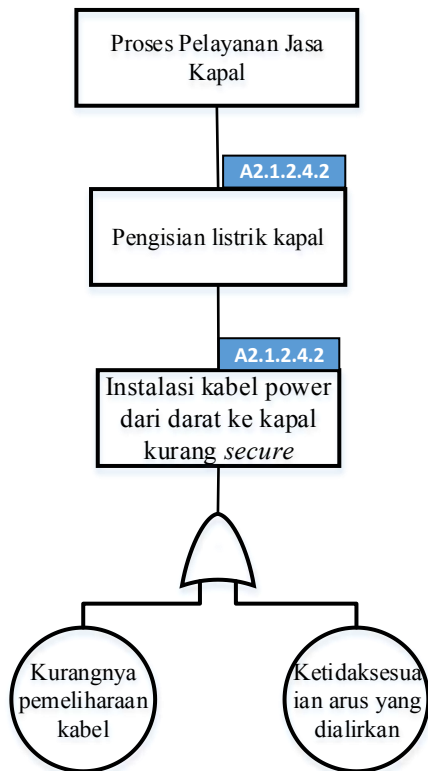 Proses Pelayanan Jasa
Kapal
A2.1.2.4.2
Pengisian listrik kapal
A2.1.2.4.2
Instalasi kabel power
dari darat ke kapal
kurang secure
Kurangnya
pemeliharaan
kabel
Ketidaksesua
ian arus yang
dialirkan